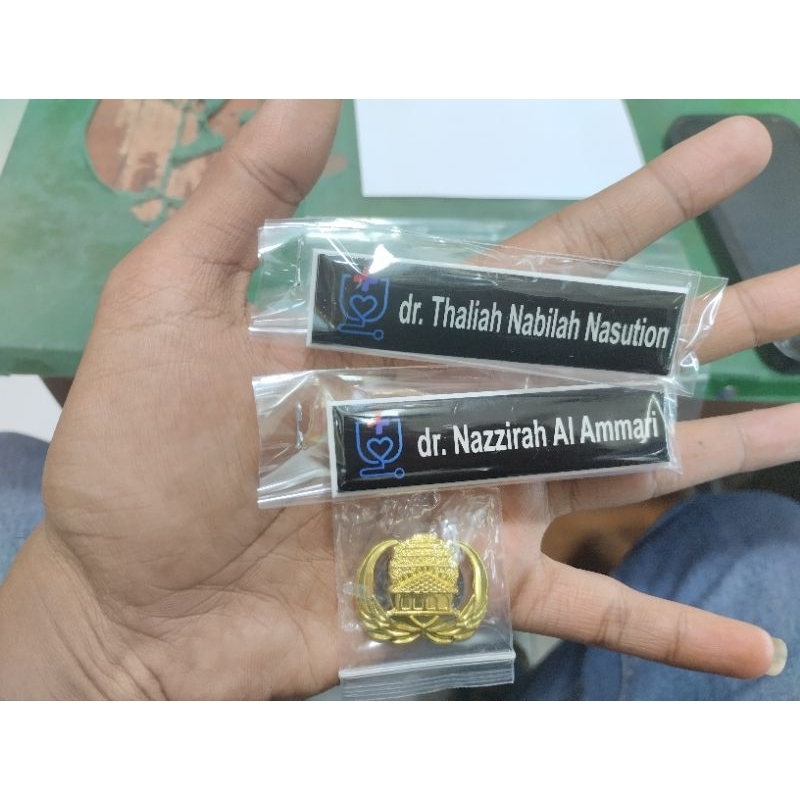 dr. Thaliah Nabilah Nasution
dr. Nazzirah Al Ammari